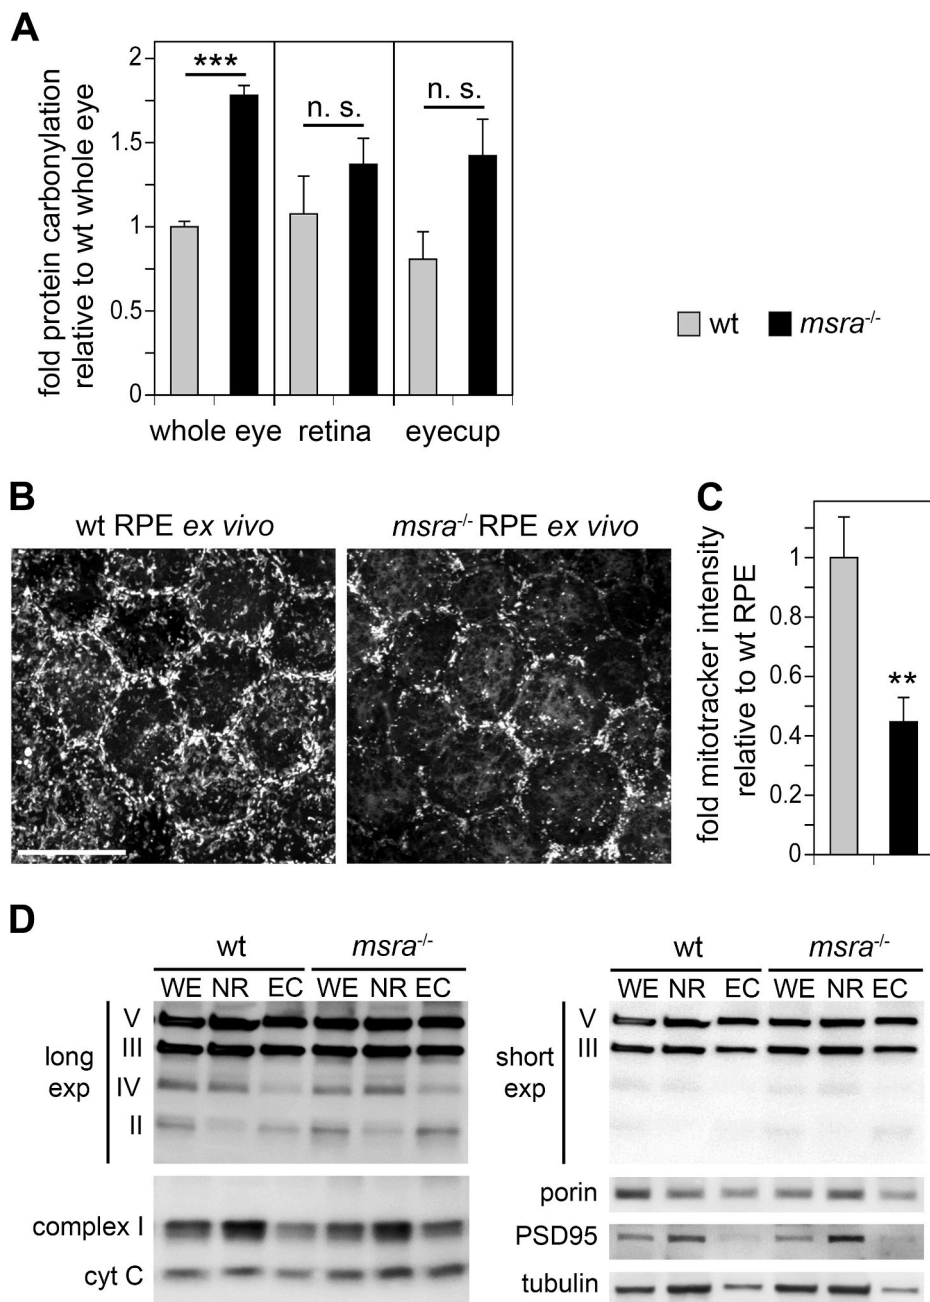 A
fold protein carbonylation
relative to wt whole eye
2
1.5
1
0.5
0
***
n. s.
n. s.
whole eye
retina
eyecup
wt
msra-/-
B
wt RPE ex vivo
msra-/- RPE ex vivo
C
fold mitotracker intensity
relative to wt RPE
1
0.8
0.6
0.4
0.2
0
**
D
wt
msra-/-
WE NR EC WE NR EC
long
exp
V
III
IV
II
complex I
cyt C
wt
msra-/-
WE NR EC WE NR EC
short
exp
V
III
porin
PSD95
tubulin